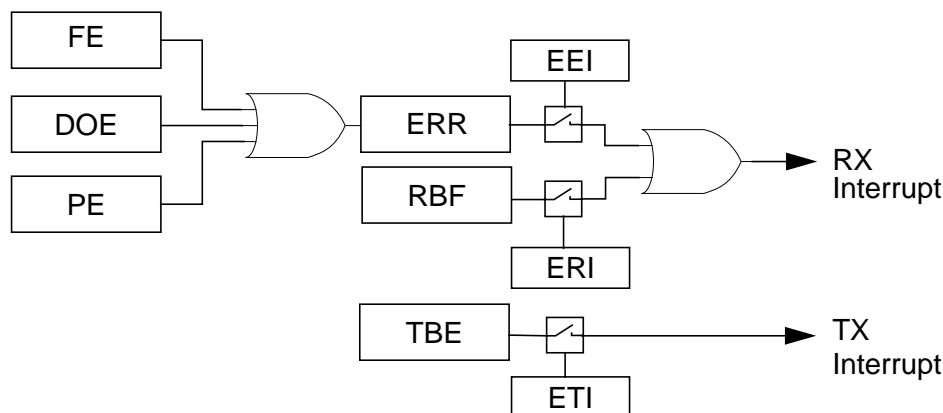 FE
EEI
DOE
ERR
RX
Interrupt
PE
RBF
ERI
TBE
TX
Interrupt
ETI